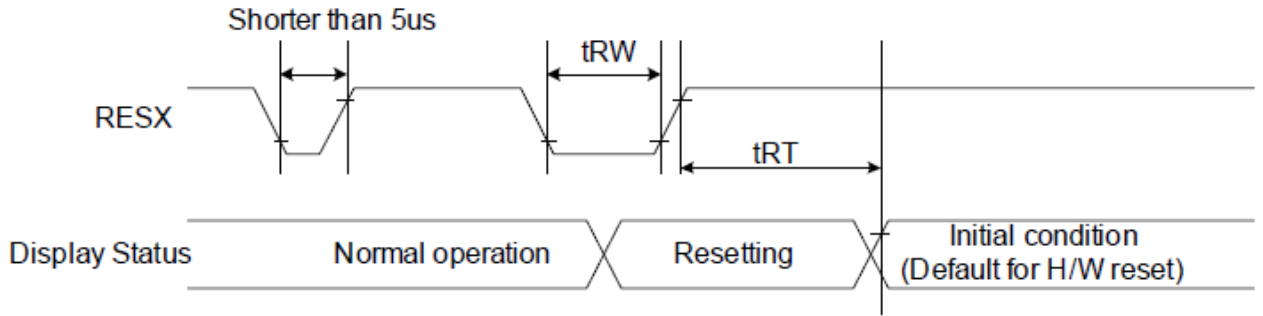 Shorter than 5us
tRW
RESX
tRT
Display Status
Normal operation
Resetting
Initial condition
(Default for H/W reset)